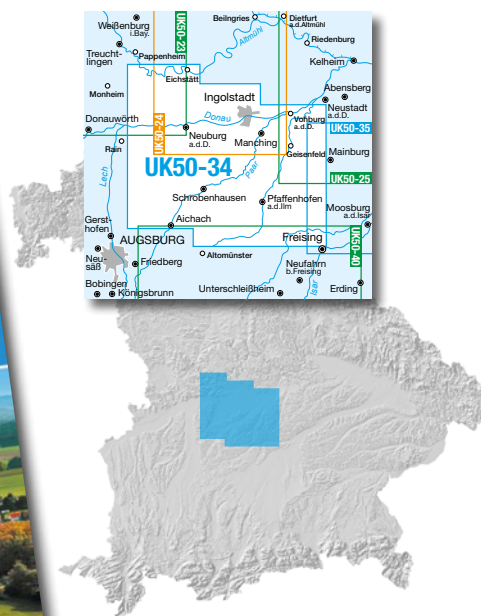 Weißenburg
i.Bay.
UK50-23
Beilngries
Dietfurt
a.d.Altmühl
Altmühl
Riedenburg
Treucht-
lingen
Pappenheim
Kelheim
Eichstätt
Monheim
Ingolstadt
Abensberg
Donauwörth
UK50-24
Donau
Vohburg
a.d.D.
Neustadt
a.d.D.
UK50-35
Neuburg
a.d.D.
Manching
Rain
Geisenfeld
Mainburg
UK50-34
Lech
Paar
UK50-25
Schrobenhausen
Pfaffenhofen
a.d.Ilm
Moosburg
a.d.Isar
Gerst-
hofen
Aichach
AUGSBURG
Freising
UK50-40
Neu-
säß
Friedberg
Altomünster
Neufahrn
b.Freising
Bobingen
Königsbrunn
Unterschleißheim
Isar
Erding